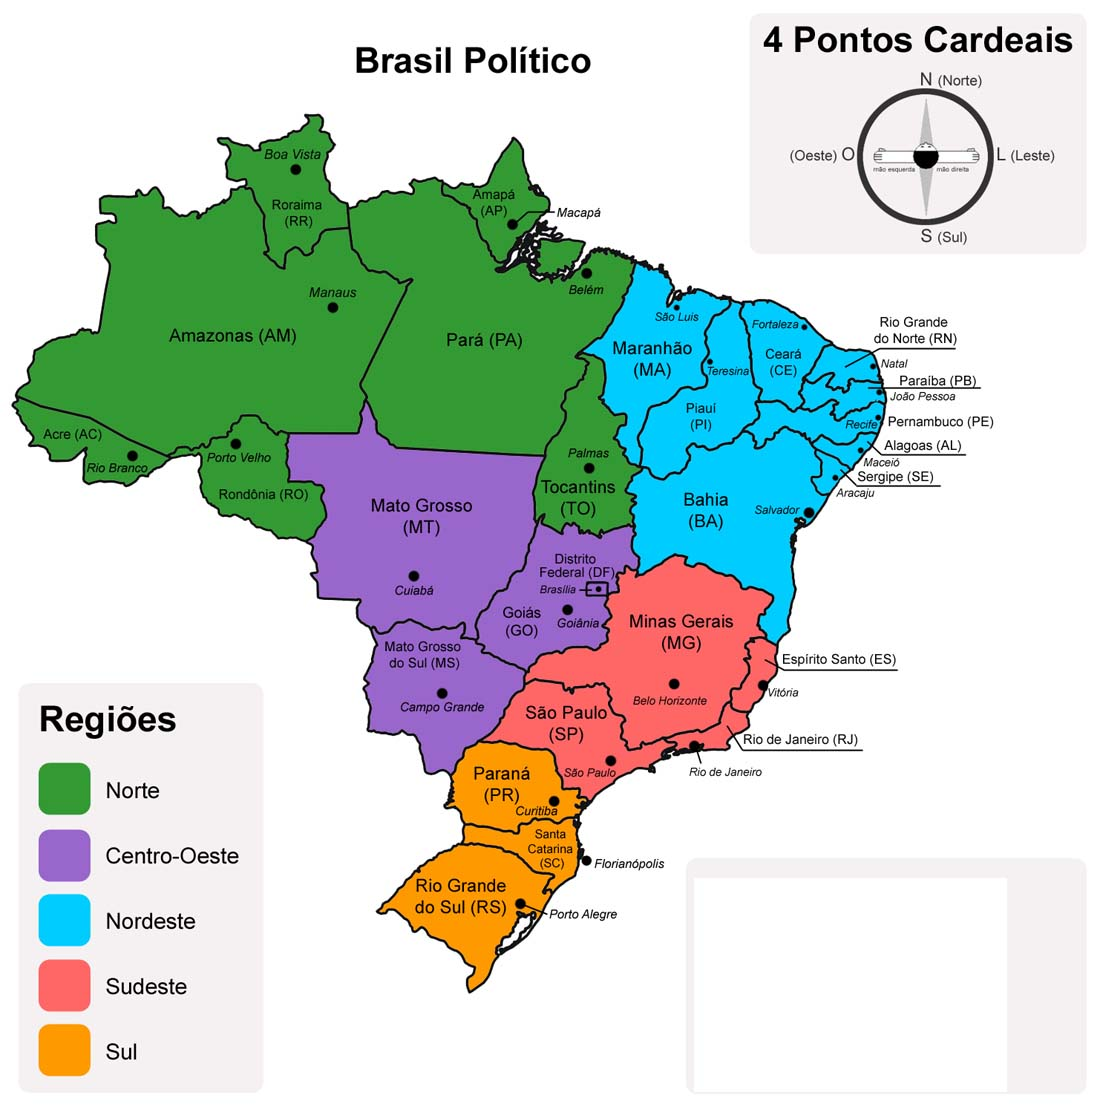 Brasil Político
4 Pontos Cardeais
N (Norte)
(Oeste) O
L (Leste)
mão esquerda
mão direita
S (Sul)
Boa Vista
Roraima
(RR)
Amapá
(AP)
Macapá
Manaus
Amazonas (AM)
Belém
Pará (PA)
São Luis
Maranhão
(MA)
Teresina
Piauí
(PI)
Fortaleza
Ceará
(CE)
Rio Grande
do Norte (RN)
Natal
Paraíba (PB)
João Pessoa
Recife
Pernambuco (PE)
Alagoas (AL)
Maceió
Sergipe (SE)
Aracaju
Acre (AC)
Rio Branco
Porto Velho
Rondônia (RO)
Palmas
Tocantins
(TO)
Mato Grosso
(MT)
Cuiabá
Bahia
(BA)
Salvador
Distrito
Federal (DF)
Brasília
Goiás
(GO)
Goiânia
Minas Gerais
(MG)
Belo Horizonte
Espírito Santo (ES)
Vitória
Mato Grosso
do Sul (MS)
Campo Grande
São Paulo
(SP)
São Paulo
Rio de Janeiro (RJ)
Rio de Janeiro
Paraná
(PR)
Curitiba
Santa
Catarina
(SC)
Florianópolis
Rio Grande
do Sul (RS)
Porto Alegre
Regiões
Norte
Centro-Oeste
Nordeste
Sudeste
Sul